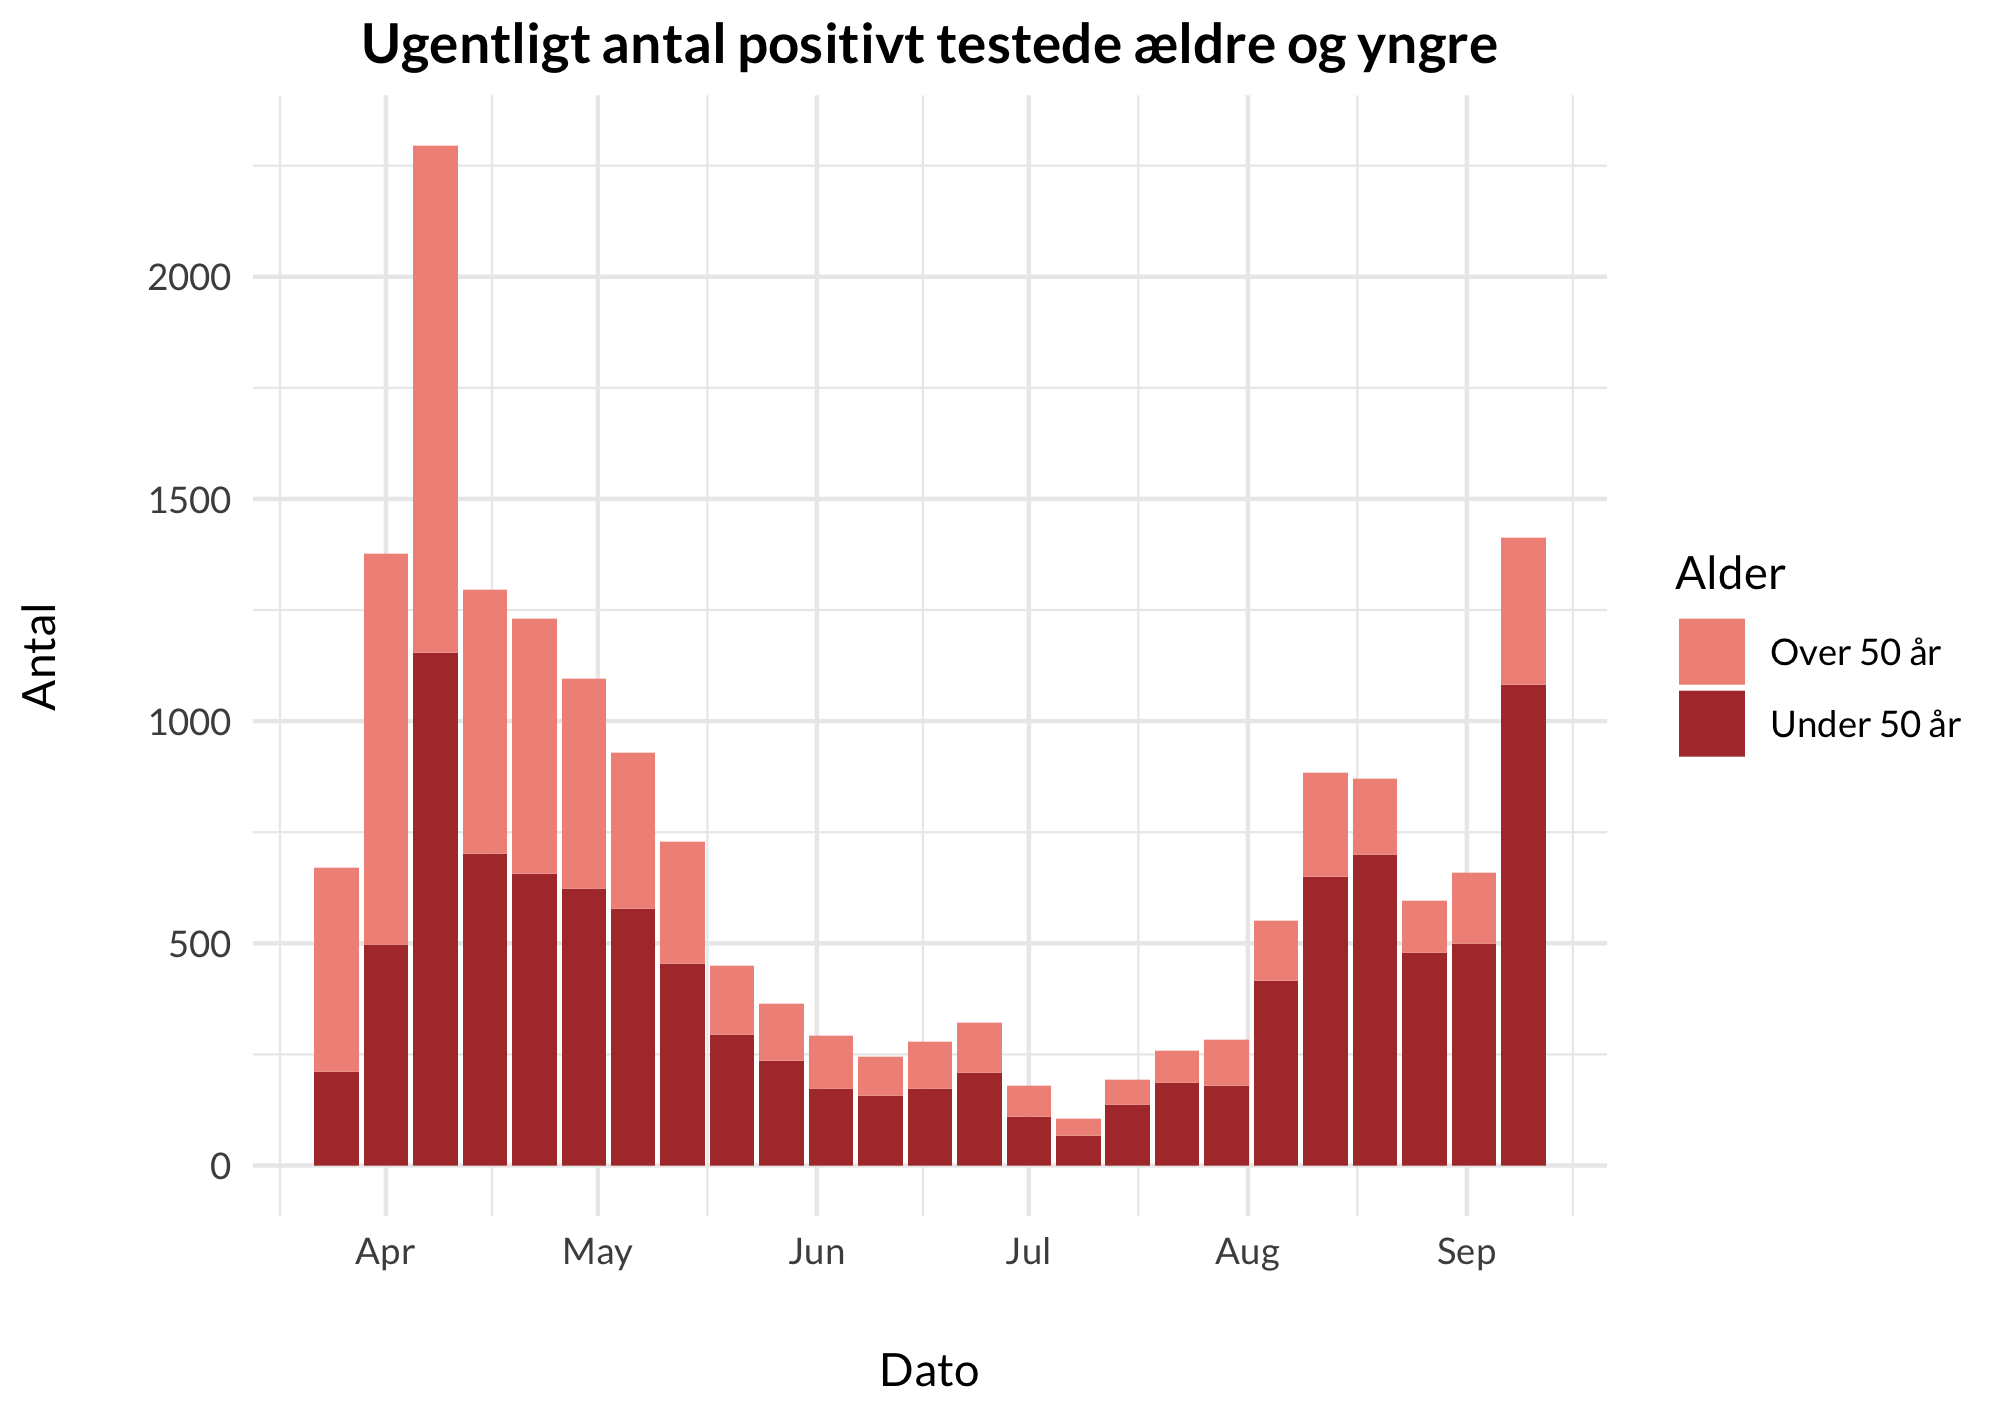 Ugentligt antal positivt testede ældre og yngre
Antal
2000
1500
1000
500
0
Apr May Jun Jul Aug Sep
Dato
Alder
Over 50 år
Under 50 år